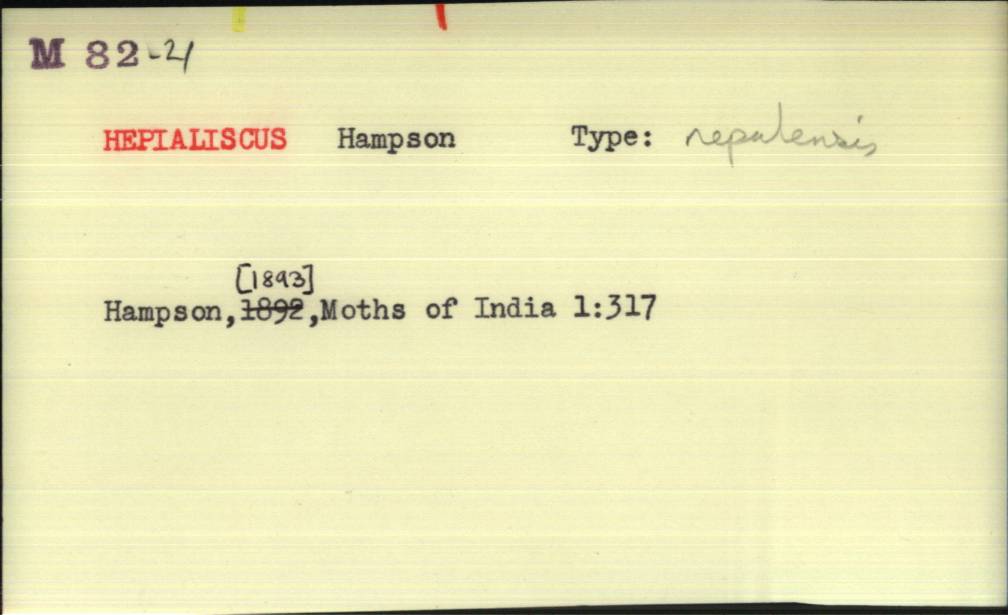 M 82-21
HEPIALISCUS Hampson Type: nepalensis
[1893]
Hampson, 1892, Moths of India 1:317